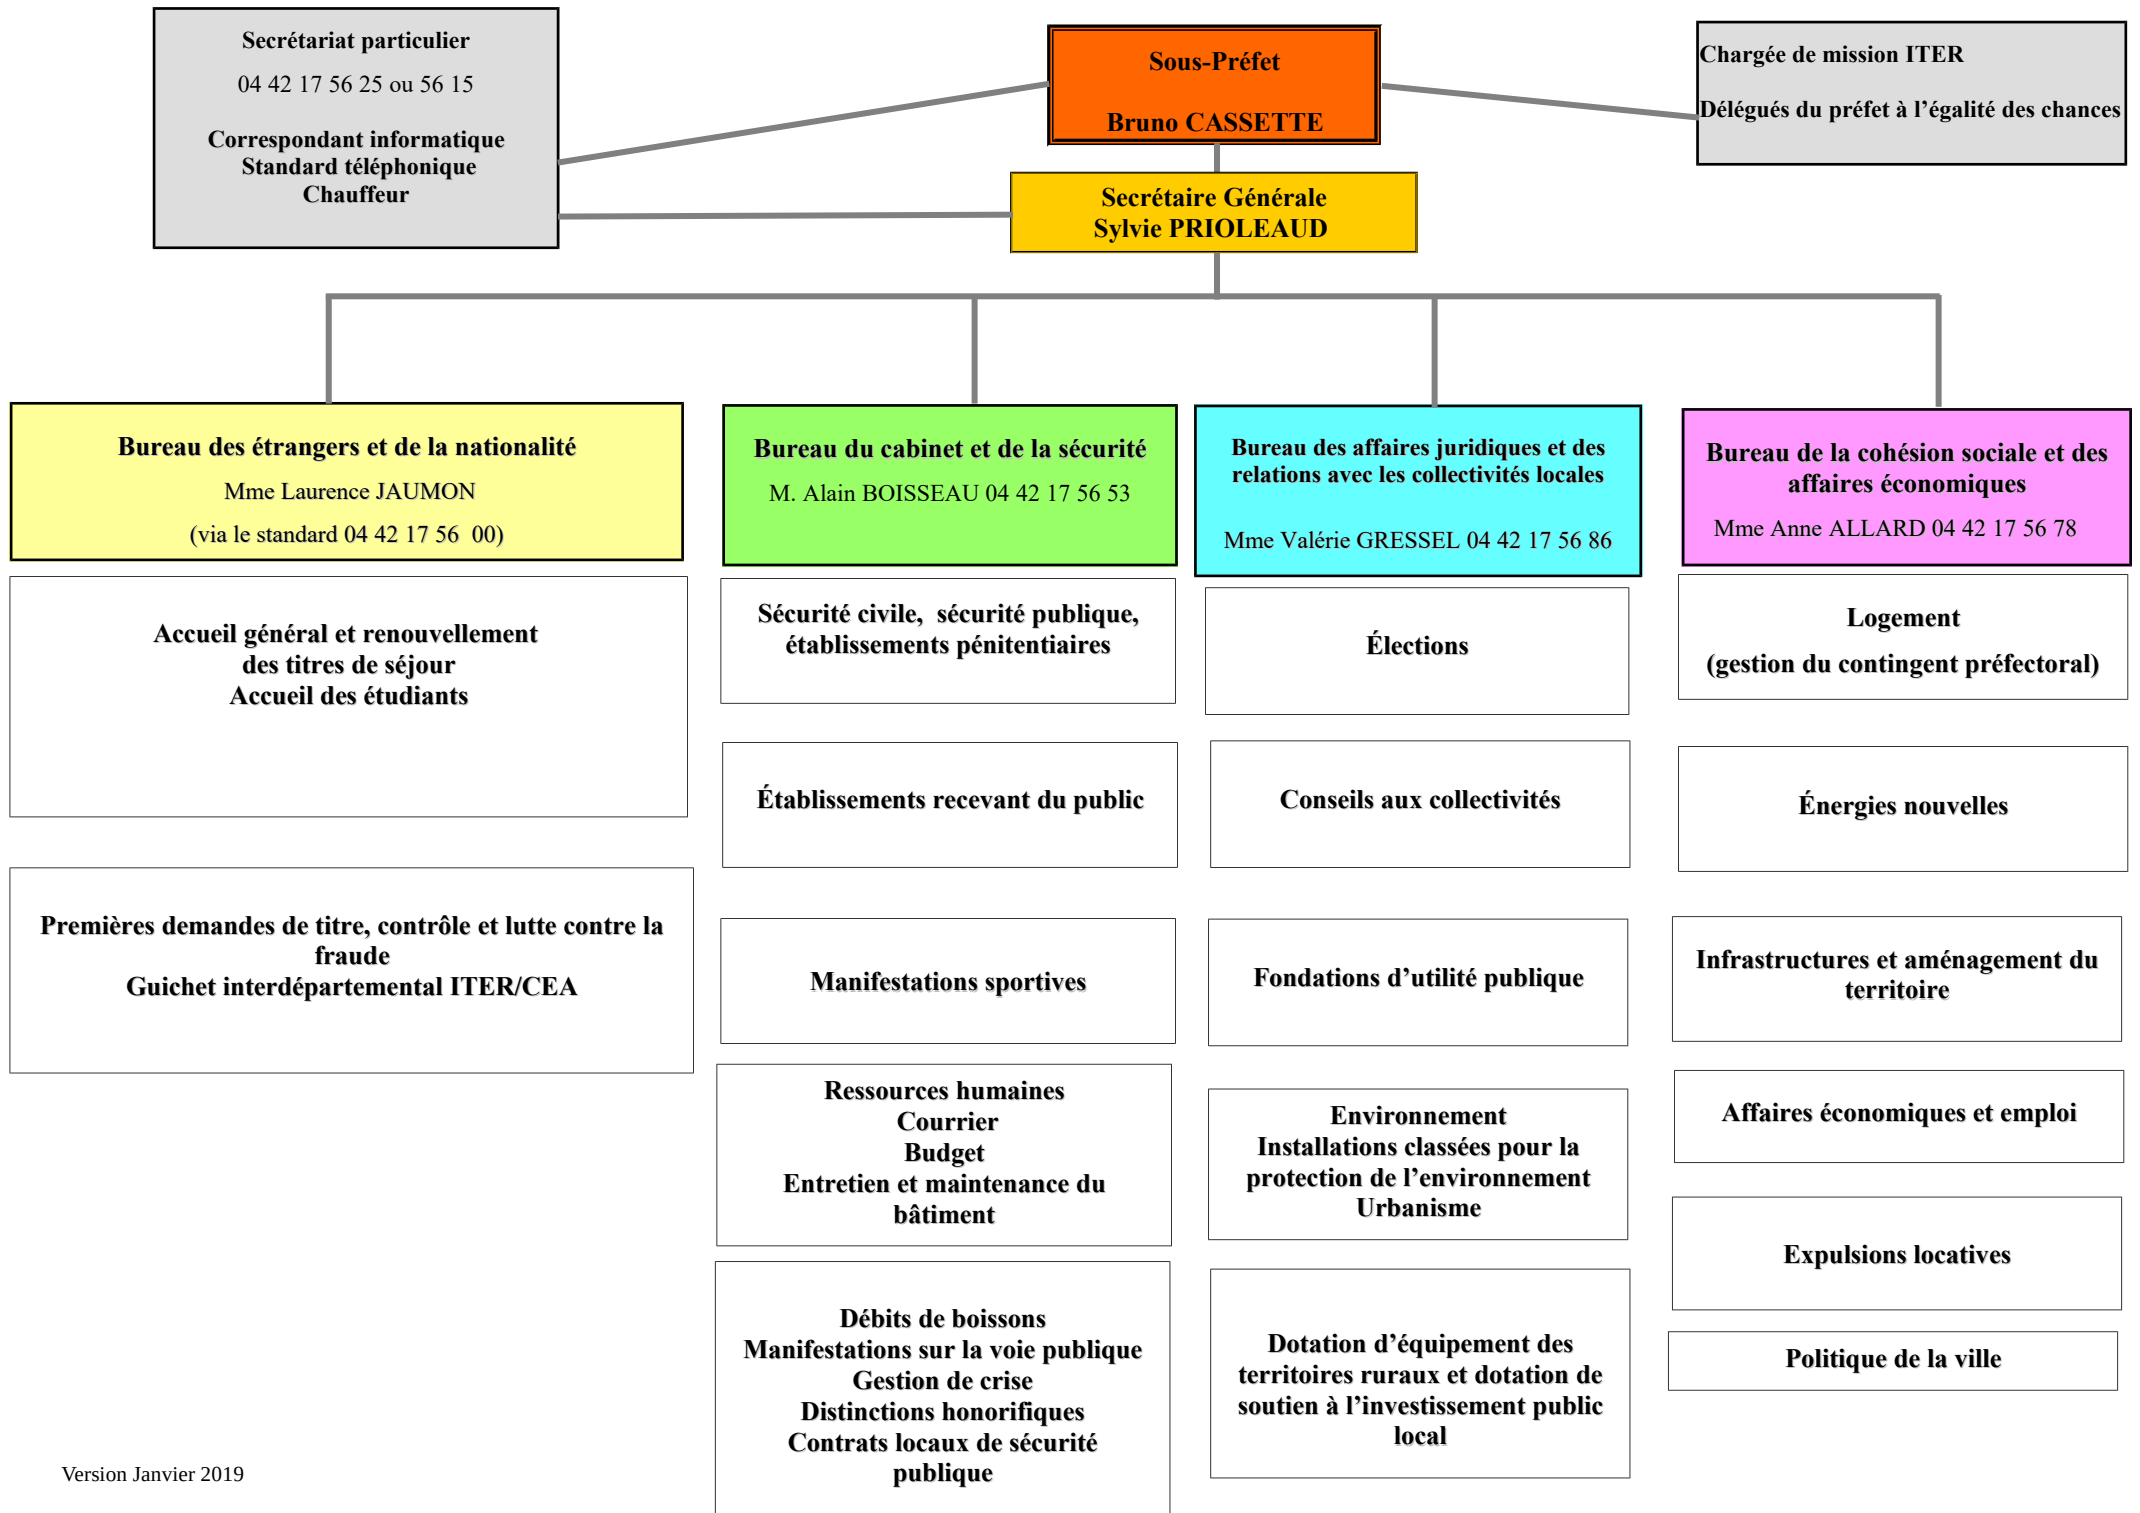 Secrétariat particulier
04 42 17 56 25 ou 56 15
Correspondant informatique
Standard téléphonique
Chauffeur
Sous-Préfet
Bruno CASSETTE
Chargée de mission ITER
Délégués du préfet à l’égalité des chances
Secrétaire Générale
Sylvie PRIOLEAUD
Bureau des étrangers et de la nationalité
Mme Laurence JAUMON
(via le standard 04 42 17 56 00)
Accueil général et renouvellement
des titres de séjour
Accueil des étudiants
Premières demandes de titre, contrôle et lutte contre la
fraude
Guichet interdépartemental ITER/CEA
Bureau du cabinet et de la sécurité
M. Alain BOISSEAU 04 42 17 56 53
Sécurité civile, sécurité publique,
établissements pénitentiaires
Établissements recevant du public
Manifestations sportives
Ressources humaines
Courrier
Budget
Entretien et maintenance du
bâtiment
Débits de boissons
Manifestations sur la voie publique
Gestion de crise
Distinctions honorifiques
Contrats locaux de sécurité
publique
Bureau des affaires juridiques et des
relations avec les collectivités locales
Mme Valérie GRESSEL 04 42 17 56 86
Élections
Conseils aux collectivités
Fondations d’utilité publique
Environnement
Installations classées pour la
protection de l’environnement
Urbanisme
Dotation d’équipement des
territoires ruraux et dotation de
soutien à l’investissement public
local
Bureau de la cohésion sociale et des
affaires économiques
Mme Anne ALLARD 04 42 17 56 78
Logement
(gestion du contingent préfectoral)
Énergies nouvelles
Infrastructures et aménagement du
territoire
Affaires économiques et emploi
Expulsions locatives
Politique de la ville
Version Janvier 2019